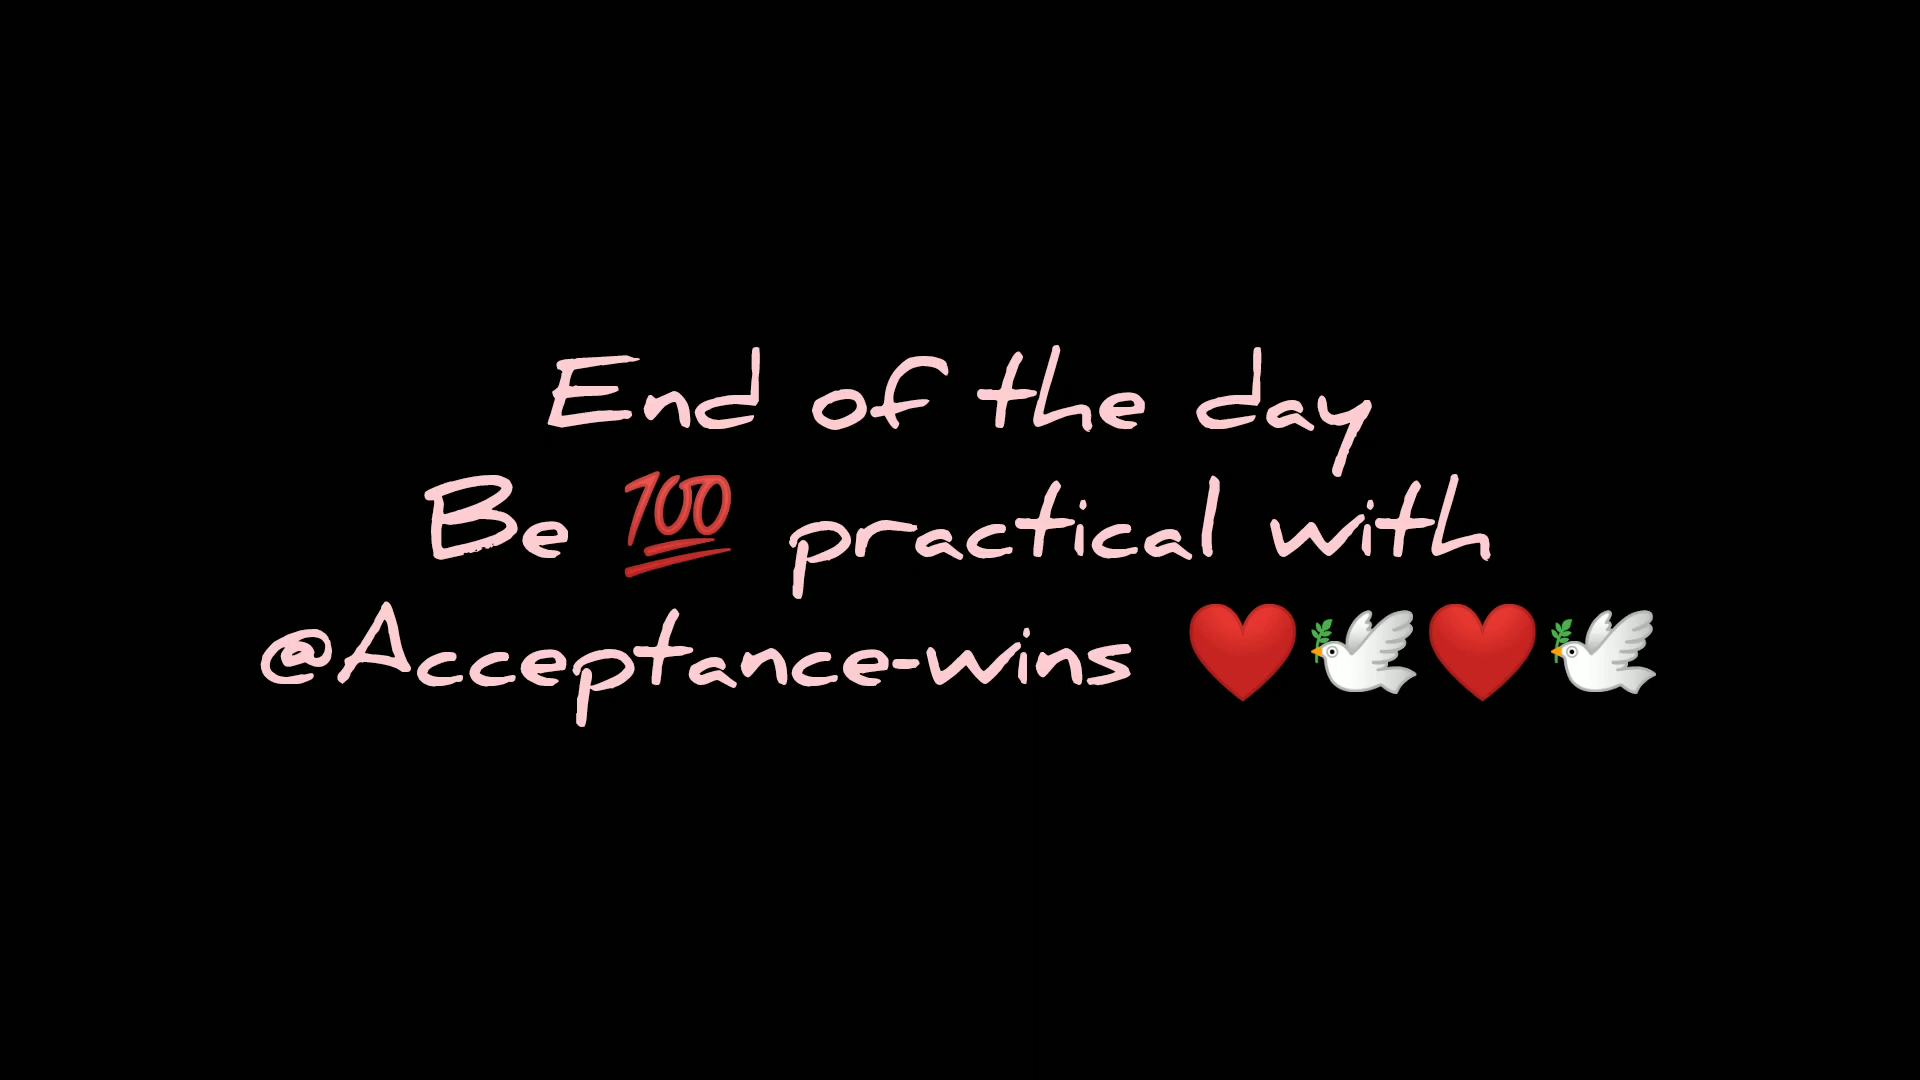 End of the day
Be 💯 practical with
@Acceptance-wins ❤️🕊️❤️🕊️